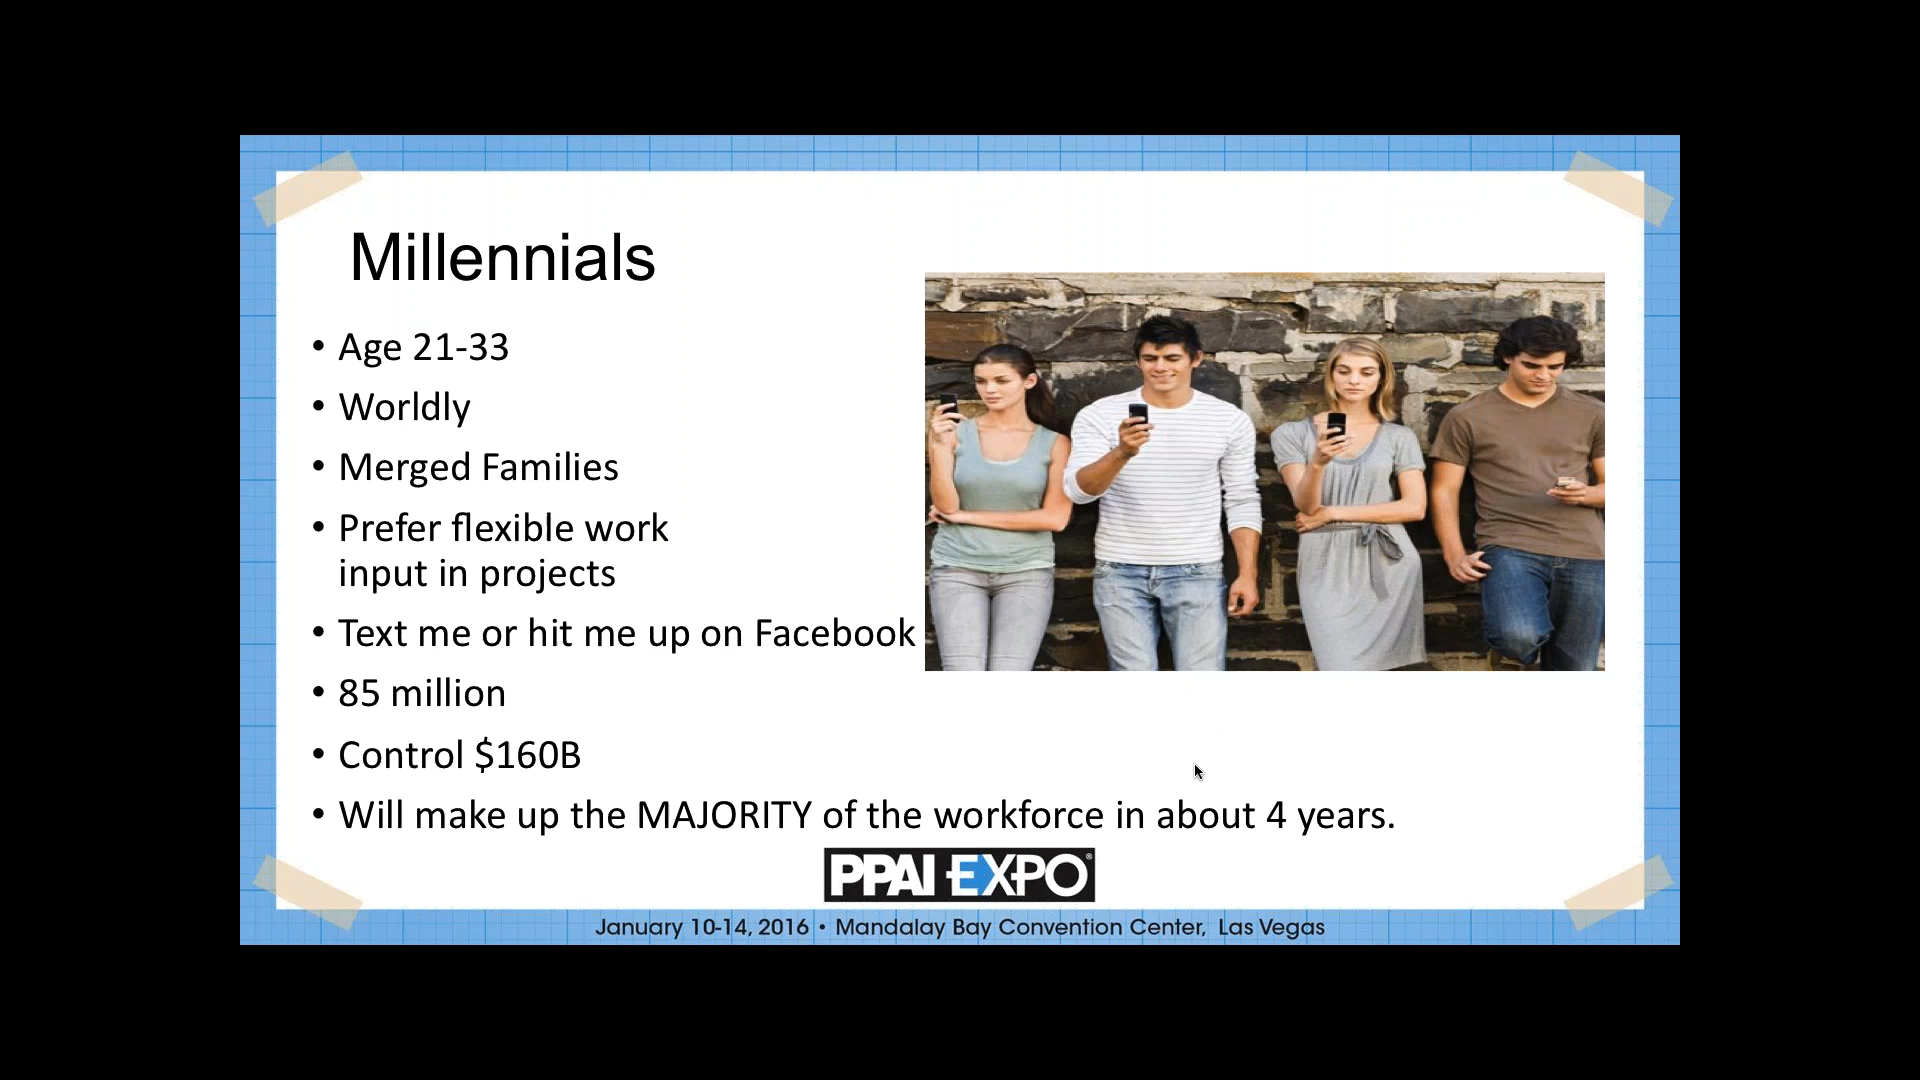 Millennials
• Age 21-33
• Worldly
• Merged Families
• Prefer flexible work
input in projects
• Text me or hit me up on Facebook
• 85 million
• Control $160B
• Will make up the MAJORITY of the workforce in about 4 years.
PPAI EXPO®
January 10-14, 2016 • Mandalay Bay Convention Center, Las Vegas